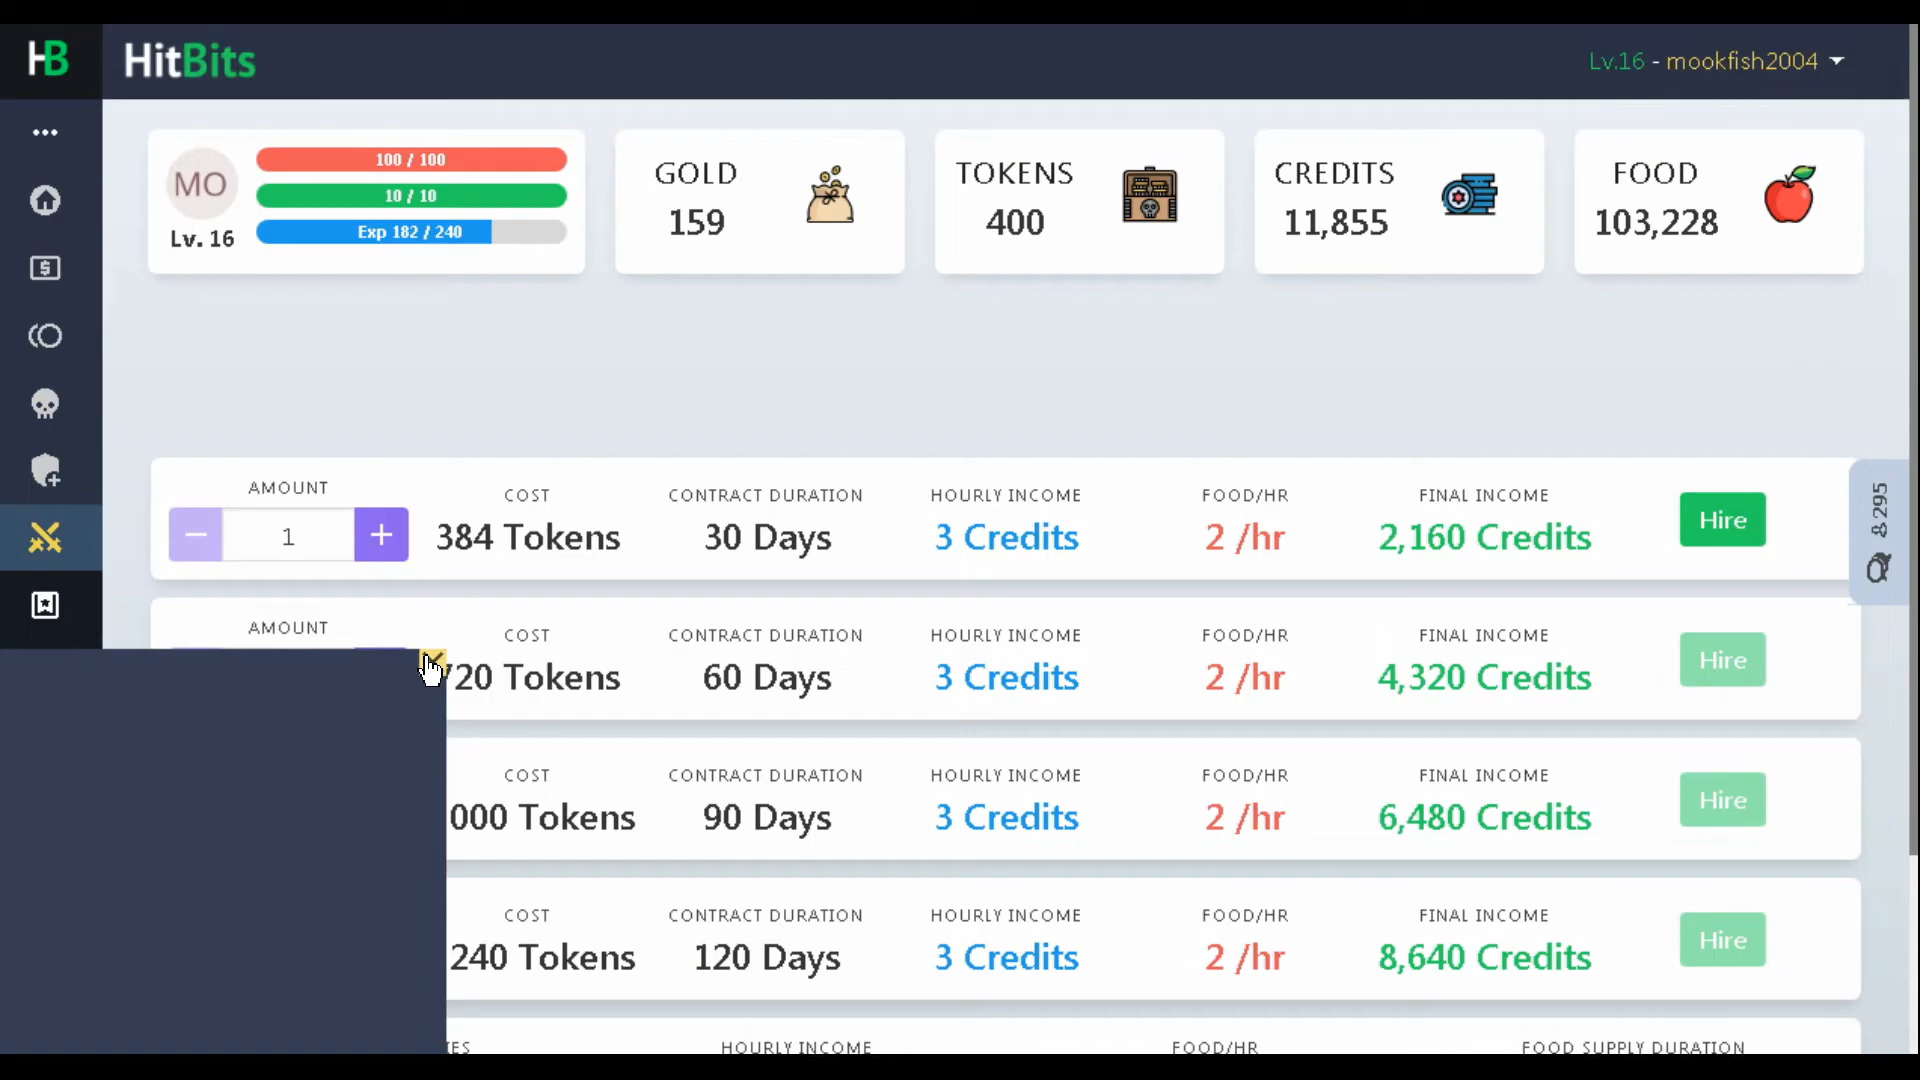 HB
HitBits
Lv.16 - mookfish2004
MO
Lv. 16
100 / 100
10 / 10
Exp 182 / 240
GOLD
159
TOKENS
400
CREDITS
11,855
FOOD
103,228
AMOUNT
1
COST
384 Tokens
CONTRACT DURATION
30 Days
HOURLY INCOME
3 Credits
FOOD/HR
2 /hr
FINAL INCOME
2,160 Credits
Hire
295
AMOUNT
COST
720 Tokens
CONTRACT DURATION
60 Days
HOURLY INCOME
3 Credits
FOOD/HR
2 /hr
FINAL INCOME
4,320 Credits
Hire
COST
000 Tokens
CONTRACT DURATION
90 Days
HOURLY INCOME
3 Credits
FOOD/HR
2 /hr
FINAL INCOME
6,480 Credits
Hire
COST
240 Tokens
CONTRACT DURATION
120 Days
HOURLY INCOME
3 Credits
FOOD/HR
2 /hr
FINAL INCOME
8,640 Credits
Hire
HOURLY INCOME
FOOD/HR
FOOD SUPPLY DURATION